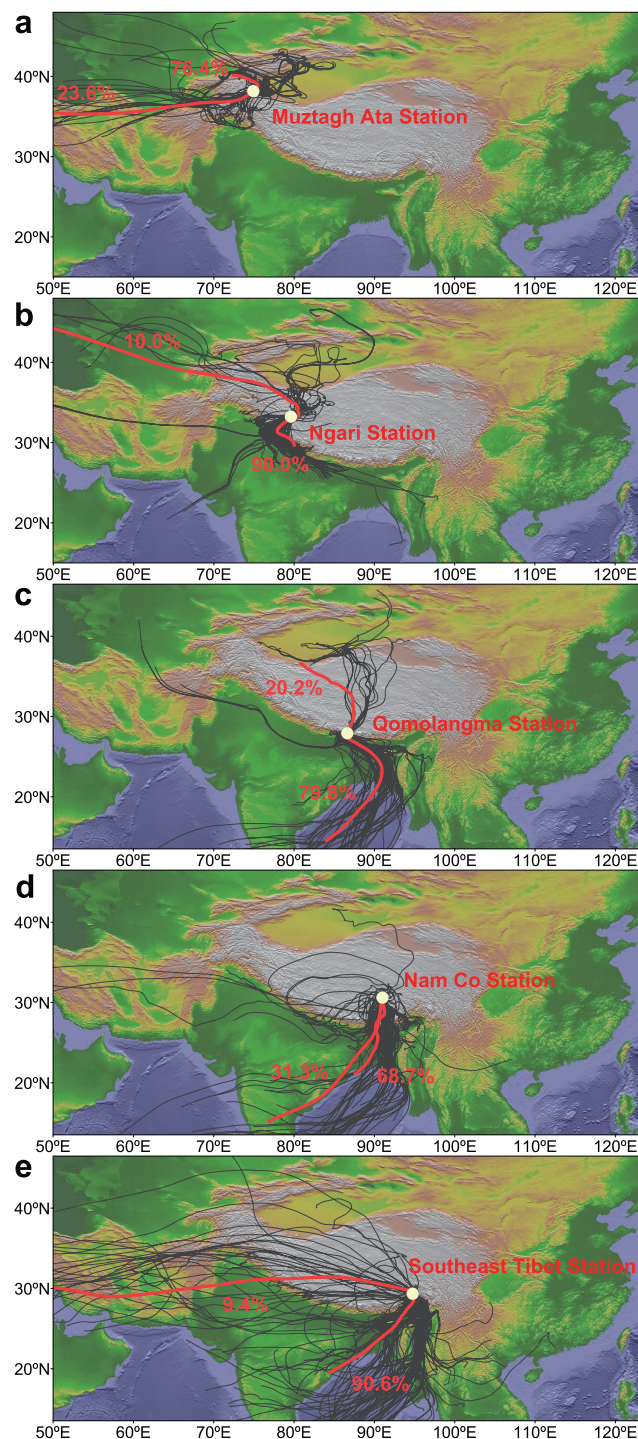 a
40ºN
76.4%
23.6%
Muztagh Ata Station
30ºN
20ºN
50ºE 60ºE 70ºE 80ºE 90ºE 100ºE 110ºE 120ºE
b
10.0%
40ºN
Ngari Station
30ºN
90.0%
20ºN
50ºE 60ºE 70ºE 80ºE 90ºE 100ºE 110ºE 120ºE
c
40ºN
20.2%
30ºN
Qomolangma Station
79.8%
20ºN
50ºE 60ºE 70ºE 80ºE 90ºE 100ºE 110ºE 120ºE
d
40ºN
Nam Co Station
30ºN
31.3%
68.7%
20ºN
50ºE 60ºE 70ºE 80ºE 90ºE 100ºE 110ºE 120ºE
e
40ºN
Southeast Tibet Station
30ºN
9.4%
90.6%
20ºN
50ºE 60ºE 70ºE 80ºE 90ºE 100ºE 110ºE 120ºE